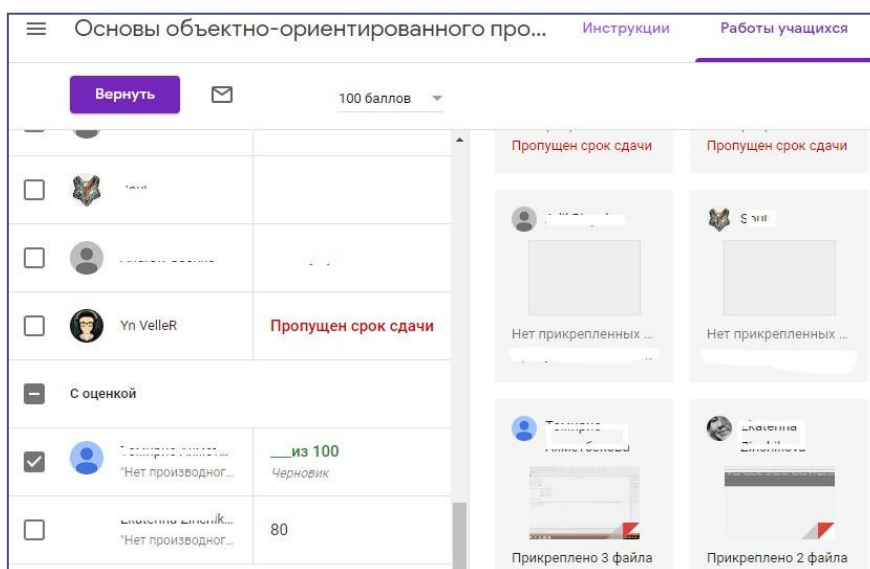 Основы объектно-ориентированного про... Инструкции Работы учащихся
Вернуть 100 баллов
Пропущен срок сдачи Пропущен срок сдачи
Yn VelleR Пропущен срок сдачи
Нет прикрепленных ... Нет прикрепленных ...
С оценкой
___из 100
"Нет производног... Черновик
80
"Нет производног...
Ekaterina
Прикреплено 3 файла Прикреплено 2 файла